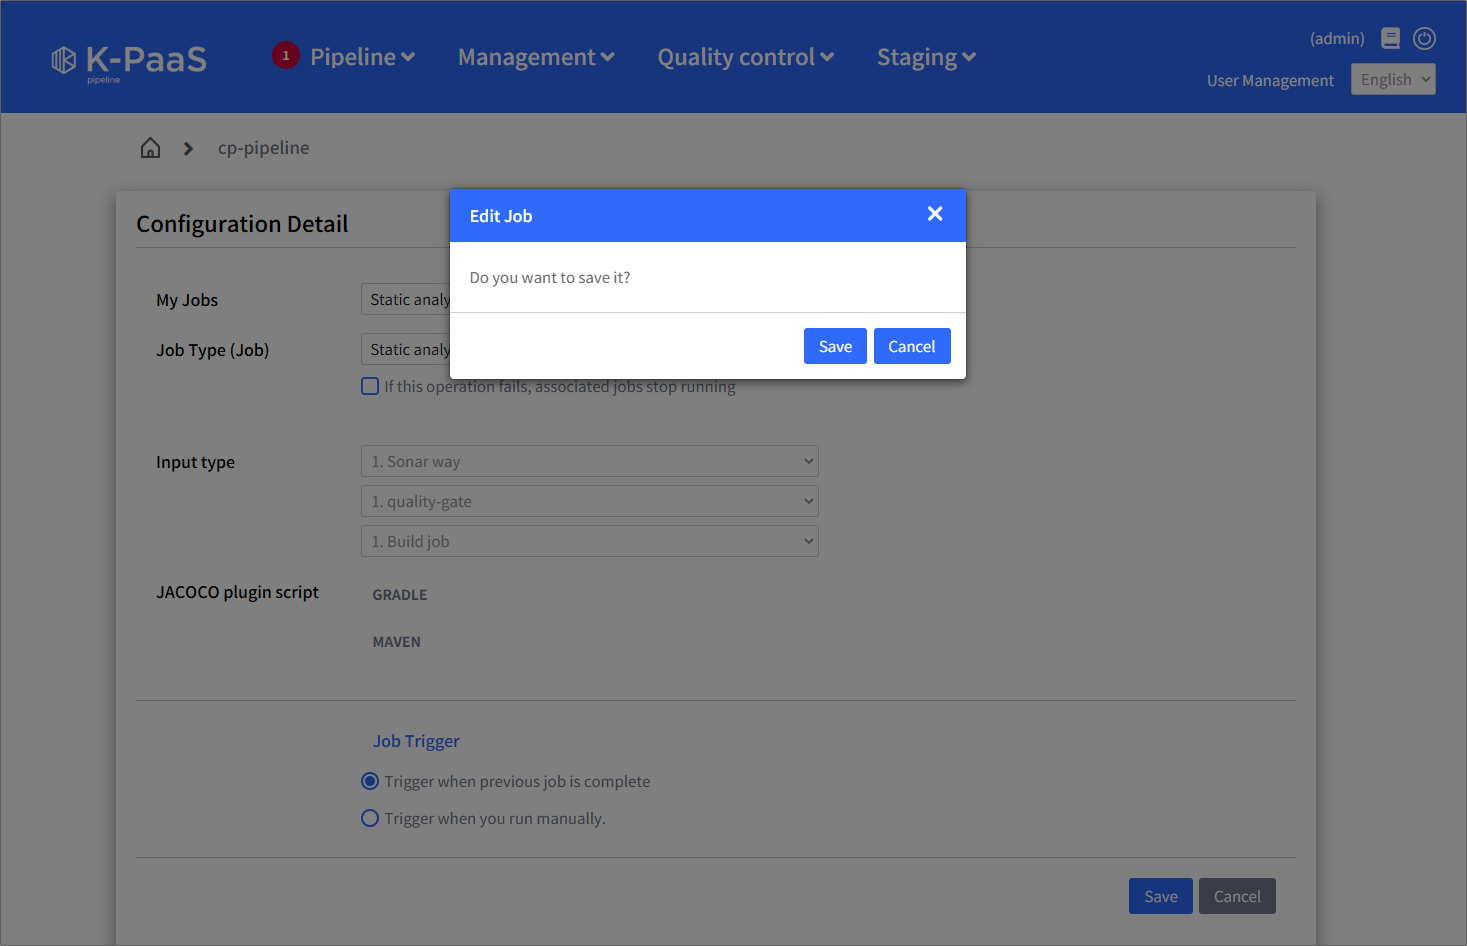 K-PaaS
pipeline
1
Pipeline
Management
Quality control
Staging
(admin)
User Management
English
cp-pipeline
Configuration Detail
Edit Job
Do you want to save it?
Save
Cancel
My Jobs
Static analy
Job Type (Job)
Static analy
If this operation fails, associated jobs stop running
Input type
1. Sonar way
1. quality-gate
1. Build job
JACOCO plugin script
GRADLE
MAVEN
Job Trigger
Trigger when previous job is complete
Trigger when you run manually.
Save
Cancel